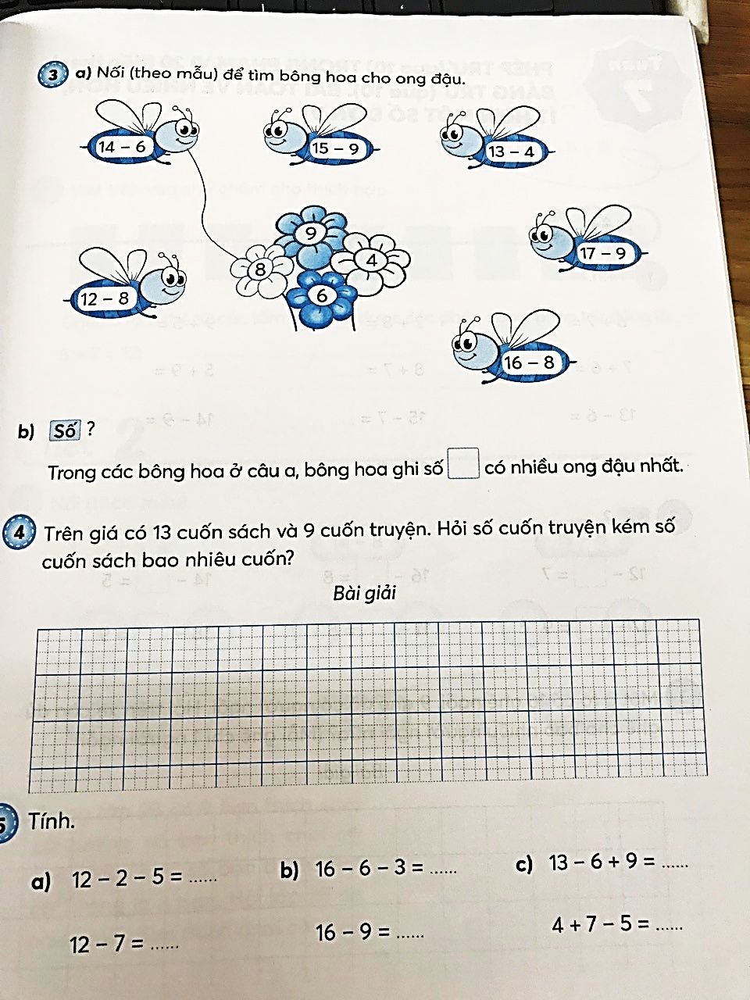 3 a) Nối (theo mẫu) để tìm bông hoa cho ong đậu.
14 – 6
15 – 9
13 – 4
9
8
4
6
17 – 9
12 – 8
16 – 8
b) Số ?
Trong các bông hoa ở câu a, bông hoa ghi số có nhiều ong đậu nhất.
4 Trên giá có 13 cuốn sách và 9 cuốn truyện. Hỏi số cuốn truyện kém số
cuốn sách bao nhiêu cuốn?
Bài giải
5 Tính.
a) 12 – 2 – 5 = ...... b) 16 – 6 – 3 = ...... c) 13 – 6 + 9 = ......
12 – 7 = ...... 16 – 9 = ...... 4 + 7 – 5 = ......